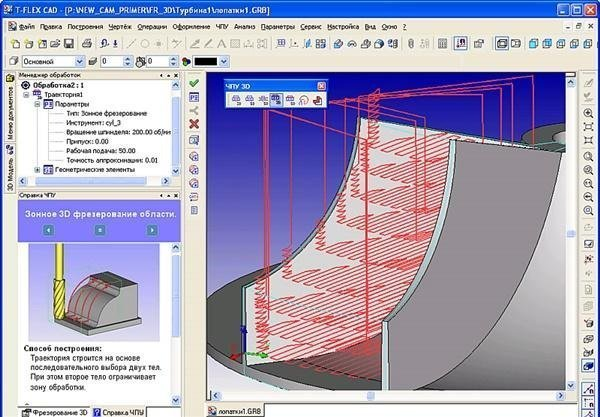 T-FLEX CAD - [P:\NEW_CAM_PRIMER\FR_3D\Турбина1\лопатки1.GRB]
Файл Правка Построения Чертёж Операции Оформление ЧПУ Анализ Параметры Сервис Настройка Вид Окно ?
Основной 0 0
Менеджер обработок
Обработка2: 1
Траектория1
Параметры
Тип: Зонное фрезерование
Инструмент: cyl_3
Вращение шпинделя: 200.00 об/ми
Припуск: 0.00
Рабочая подача: 50.00
Точность аппроксимации: 0.01
Геометрические элементы
Меню документов
3D Модель
ЧПУ 3D
Справка ЧПУ
Зонное 3D фрезерование области.
Способ построения:
Траектория строится на основе
последовательного выбора двух тел.
При этом второе тело ограничивает
зону обработки.
Фрезерование 3D Справка ЧПУ
лопатки1.GRB